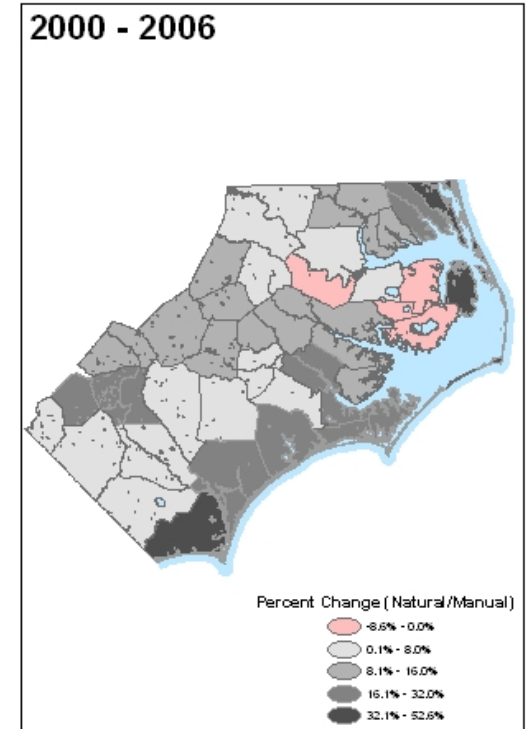 2000 - 2006
Percent Change (Natural/Manual)
-8.6% - 0.0%
0.1% - 8.0%
8.1% - 16.0%
16.1% - 32.0%
32.1% - 52.6%